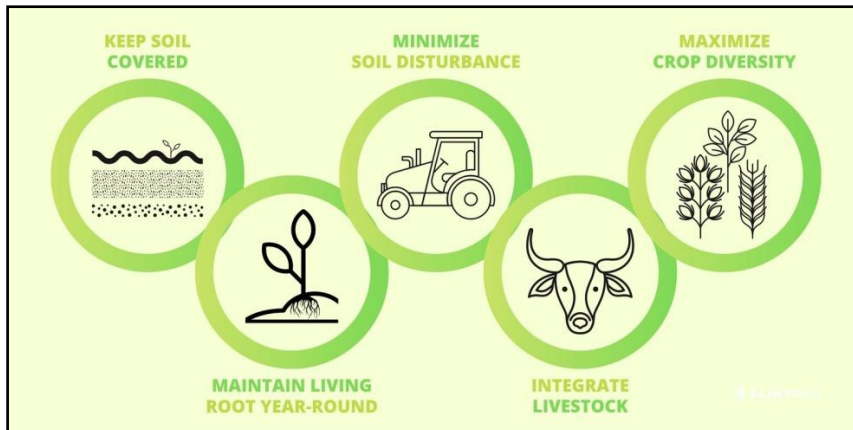 KEEP SOIL
COVERED
MINIMIZE
SOIL DISTURBANCE
MAXIMIZE
CROP DIVERSITY
MAINTAIN LIVING
ROOT YEAR-ROUND
INTEGRATE
LIVESTOCK